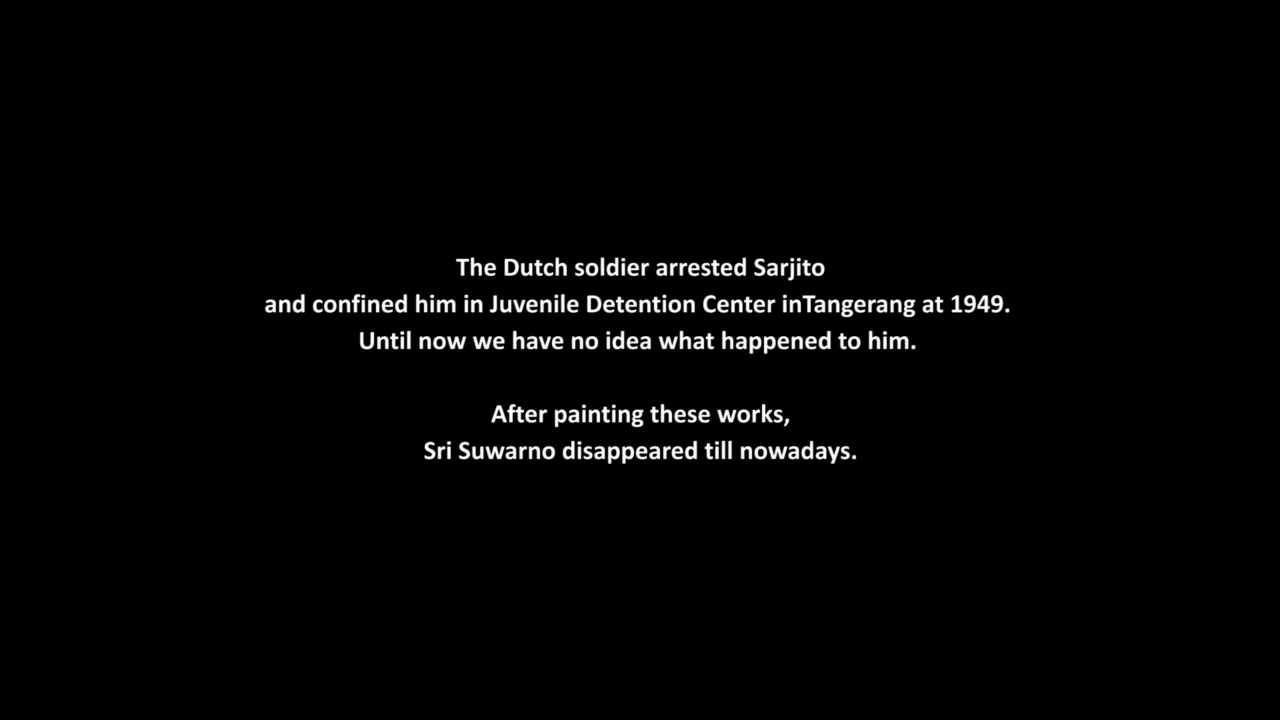 The Dutch soldier arrested Sarjito
and confined him in Juvenile Detention Center inTangerang at 1949.
Until now we have no idea what happened to him.
After painting these works,
Sri Suwarno disappeared till nowadays.